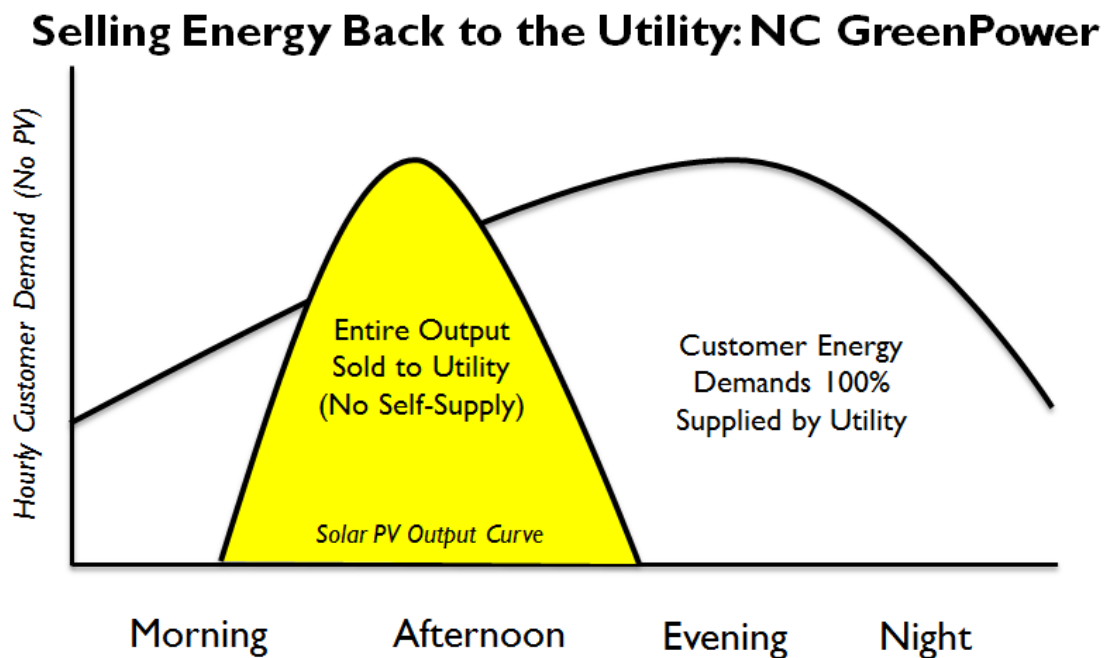 Selling Energy Back to the Utility: NC GreenPower
Hourly Customer Demand (No PV)
Entire Output
Sold to Utility
(No Self-Supply)
Customer Energy
Demands 100%
Supplied by Utility
Solar PV Output Curve
Morning Afternoon Evening Night